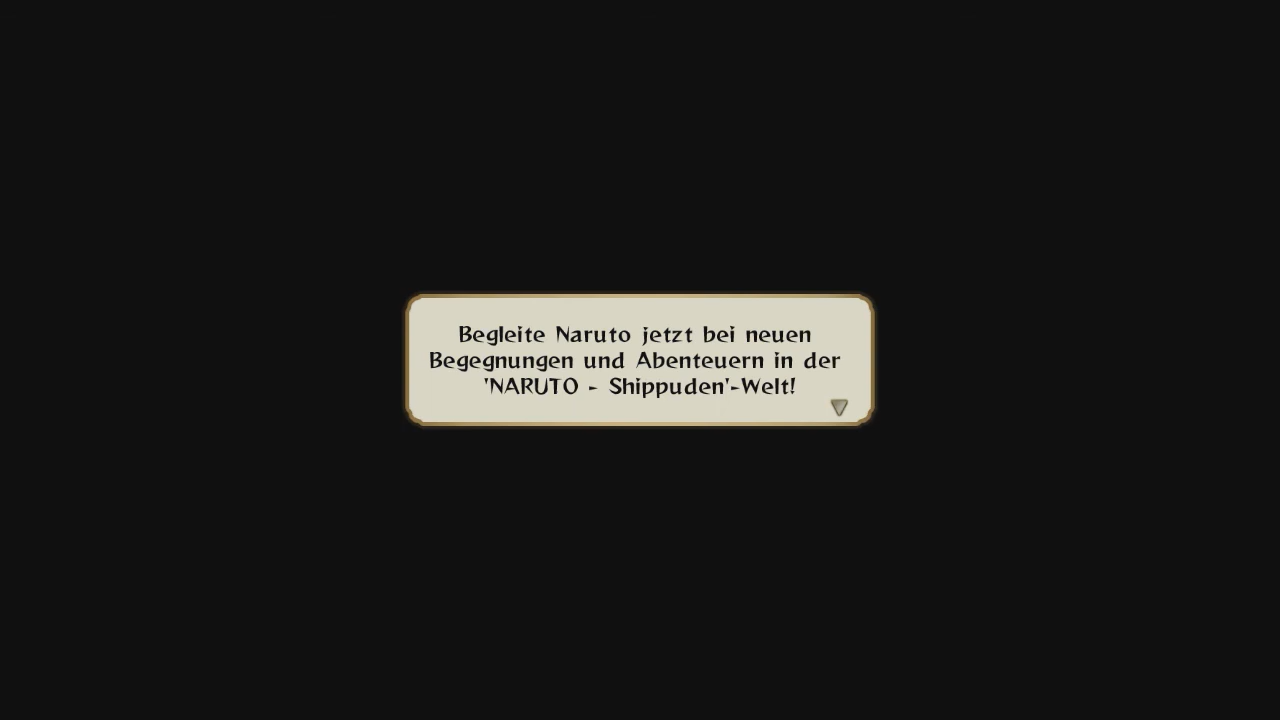 Begleite Naruto jetzt bei neuen
Begegnungen und Abenteuern in der
'NARUTO - Shippuden'-Welt!